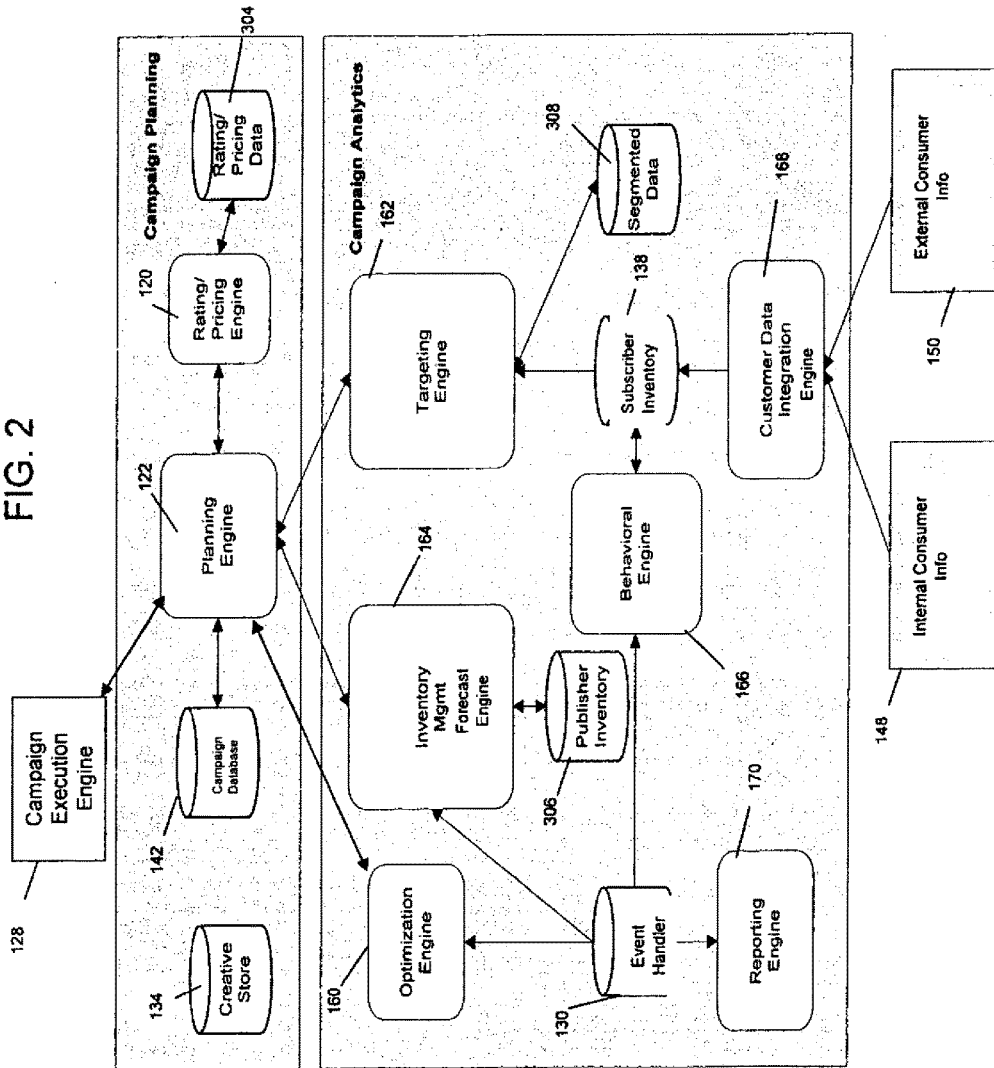 FIG. 2
128
Campaign
Execution
Engine
Campaign Planning
134
Creative
Store
142
Campaign
Database
122
Planning
Engine
120
Rating/
Pricing
Engine
304
Rating/
Pricing
Data
Campaign Analytics
160
Optimization
Engine
164
Inventory
Mgmt
Forecast
Engine
162
Targeting
Engine
308
Segmented
Data
130
Event
Handler
306
Publisher
Inventory
166
Behavioral
Engine
138
Subscriber
Inventory
170
Reporting
Engine
168
Customer Data
Integration
Engine
148
Internal Consumer
Info
150
External Consumer
Info